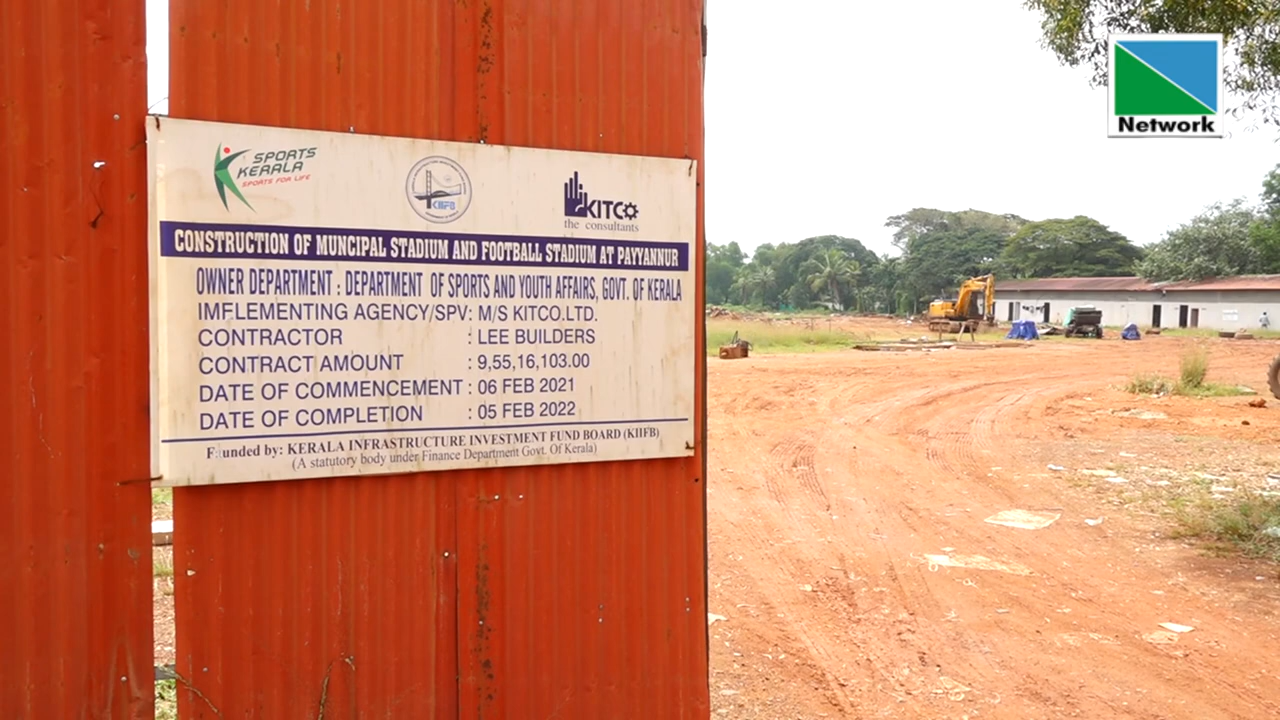 SPORTS
KERALA
SPORTS FOR LIFE
KIIFB
KITCO
the consultants
CONSTRUCTION OF MUNCIPAL STADIUM AND FOOTBALL STADIUM AT PAYYANNUR
OWNER DEPARTMENT : DEPARTMENT OF SPORTS AND YOUTH AFFAIRS, GOVT. OF KERALA
IMFLEMENTING AGENCY/SPV: M/S KITCO.LTD.
CONTRACTOR : LEE BUILDERS
CONTRACT AMOUNT : 9,55,16,103.00
DATE OF COMMENCEMENT : 06 FEB 2021
DATE OF COMPLETION : 05 FEB 2022
Funded by: KERALA INFRASTRUCTURE INVESTMENT FUND BOARD (KIIFB)
(A statutory body under Finance Department Govt. Of Kerala)
Network